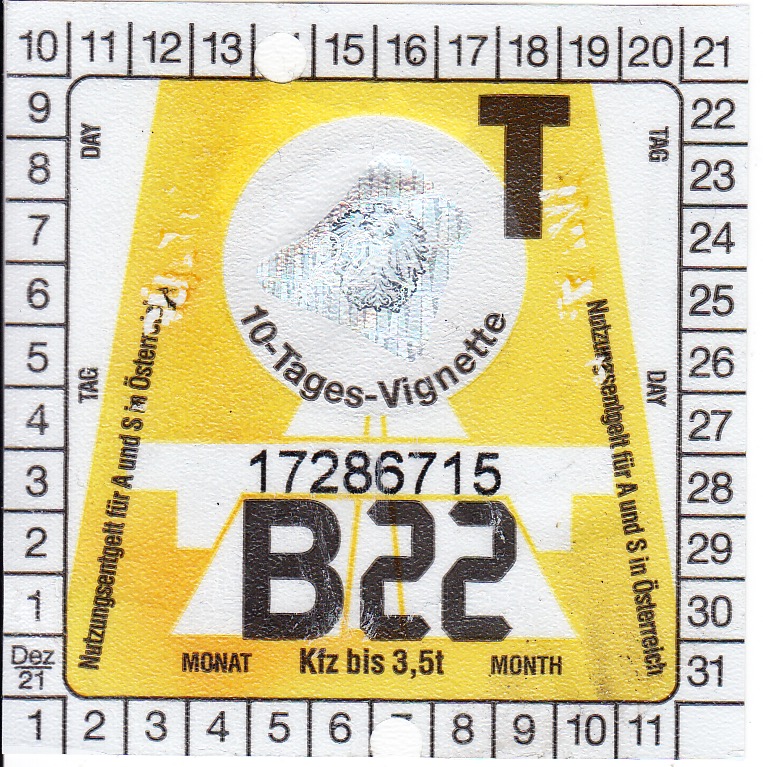 10 11 12 13 15 16 17 18 19 20 21
9 22
8 23
7 24
6 25
5 26
4 27
3 28
2 29
1 30
Dez
21
31
1 2 3 4 5 6 8 9 10 11
DAY
TAG
T
10-Tages-Vignette
TAG
DAY
Nutzungsentgelt für A und S in Österreich
Nutzungsentgelt für A und S in Österreich
17286715
B22
MONAT Kfz bis 3,5t MONTH